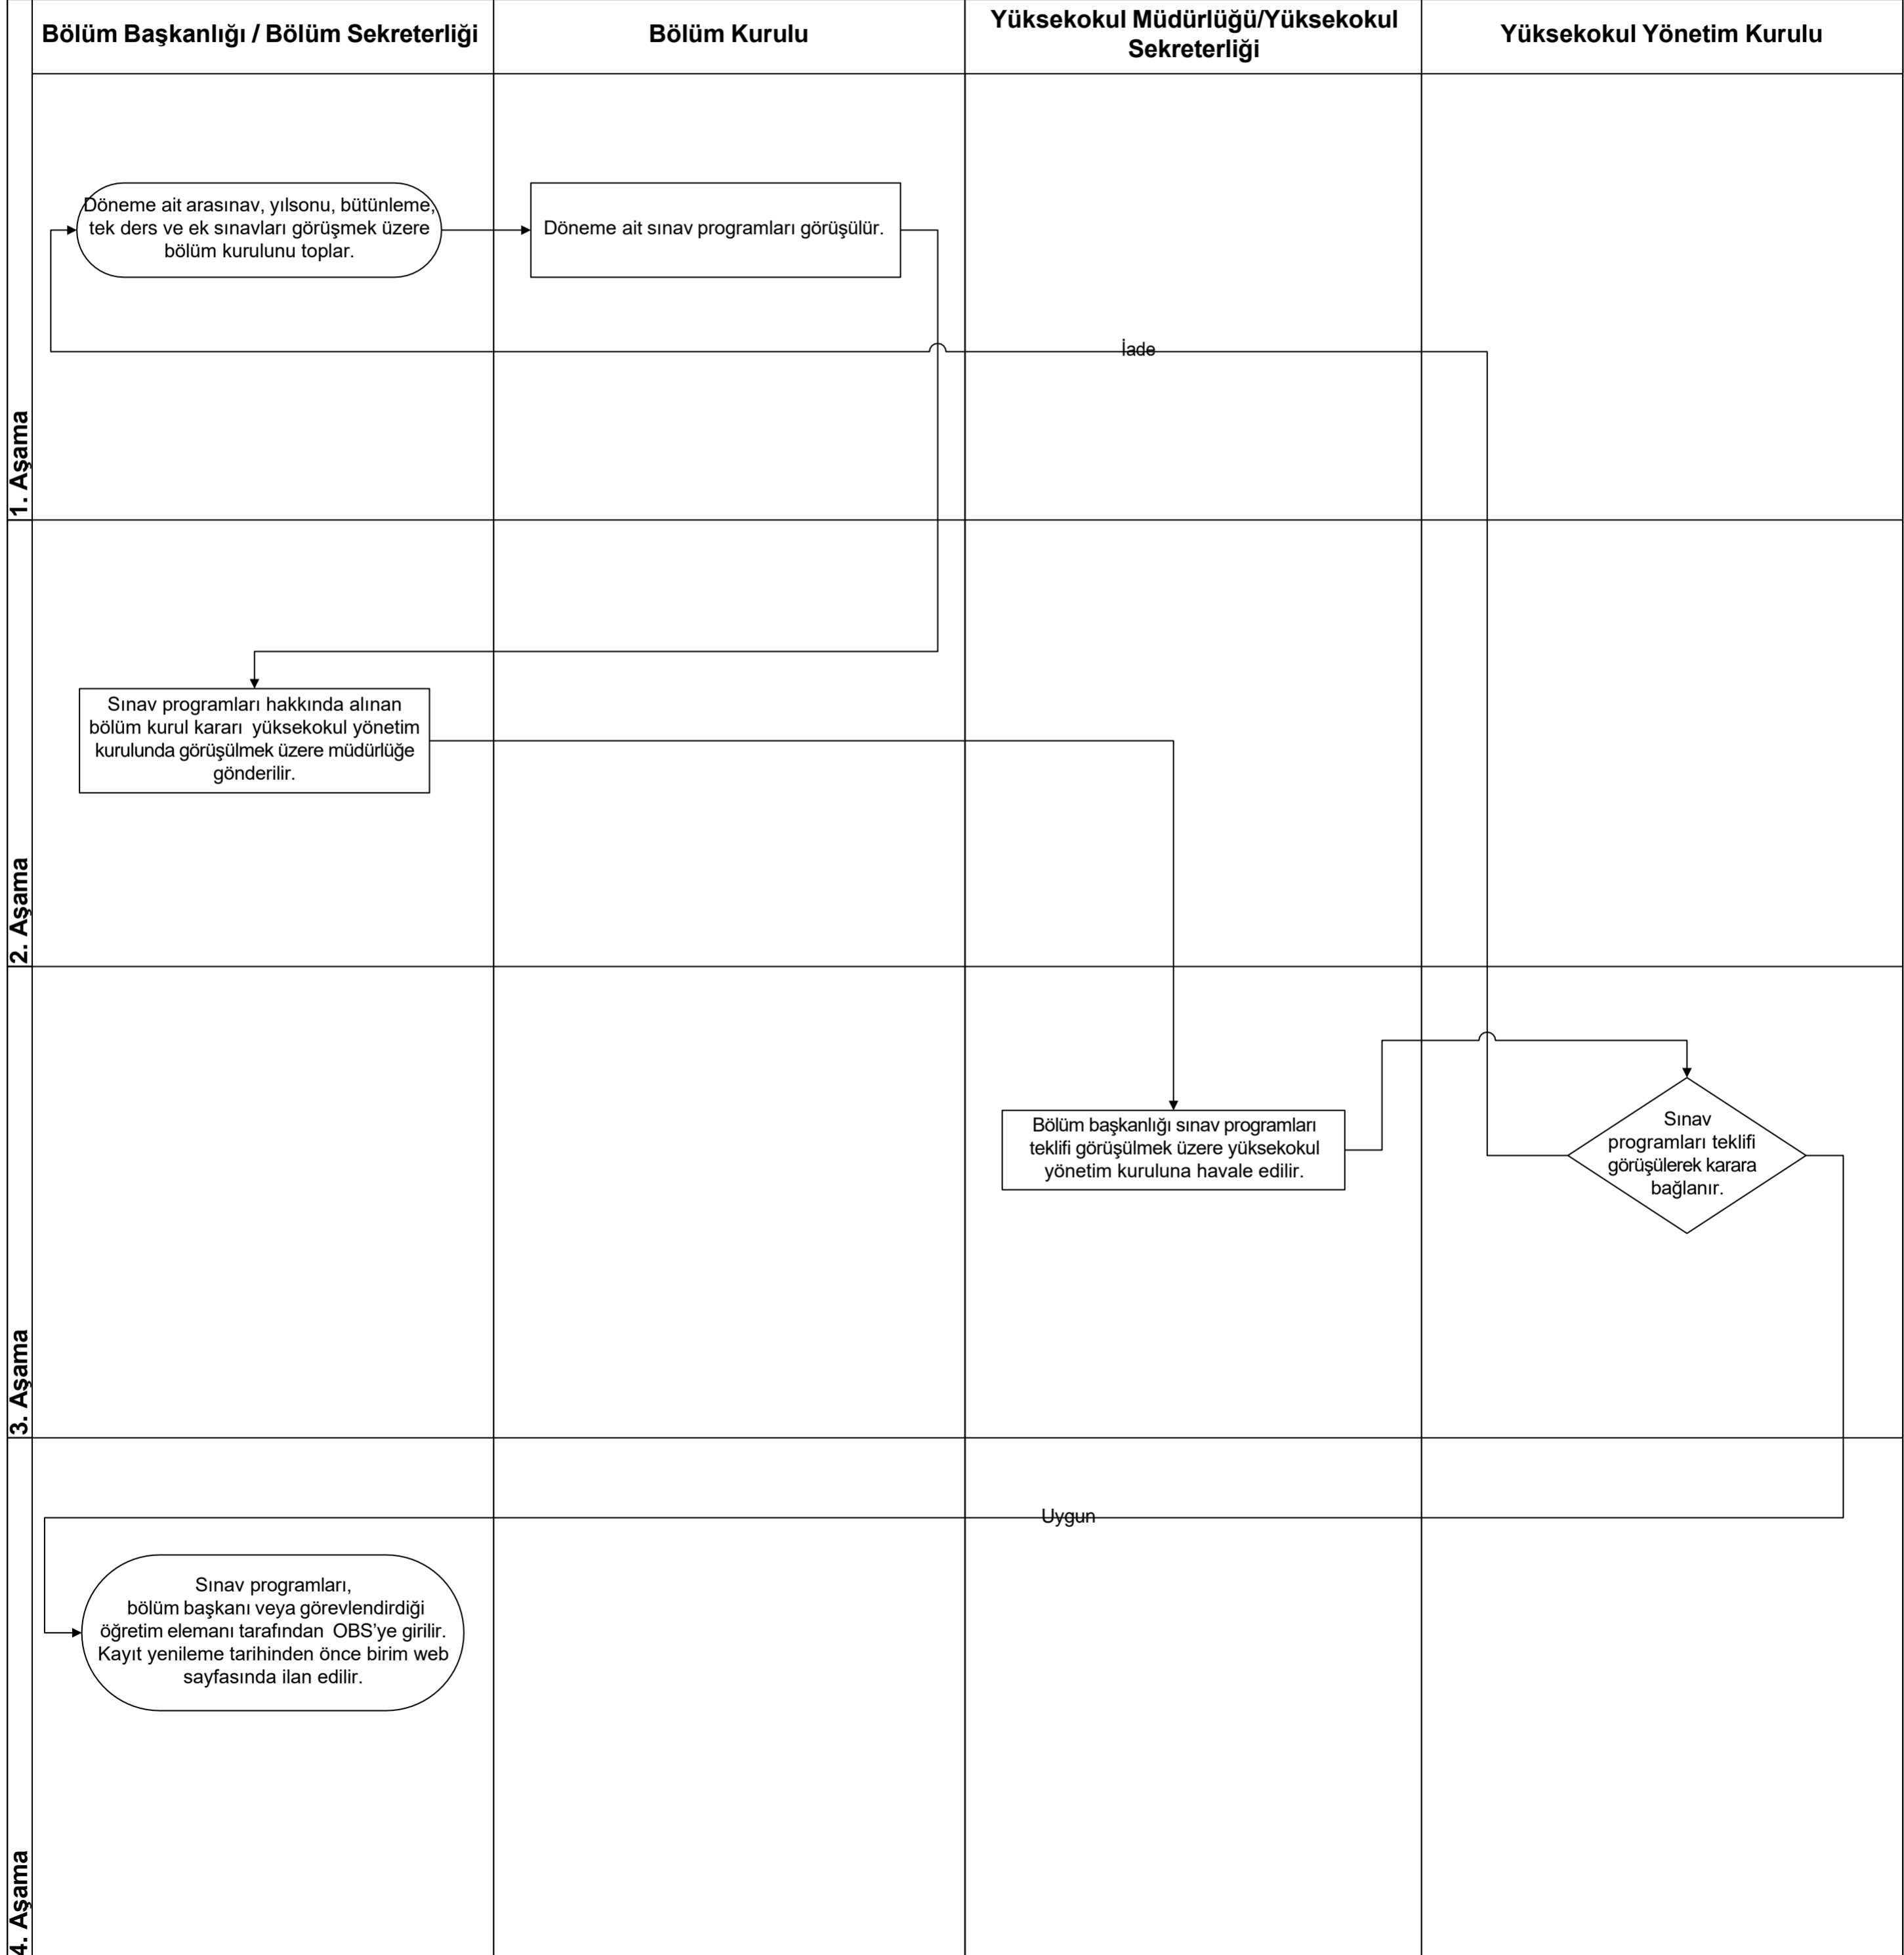 Bölüm Başkanlığı / Bölüm Sekreterliği
Bölüm Kurulu
Yüksekokul Müdürlüğü/Yüksekokul
Sekreterliği
Yüksekokul Yönetim Kurulu
1. Aşama
Döneme ait arasınav, yılsonu, bütünleme,
tek ders ve ek sınavları görüşmek üzere
bölüm kurulunu toplar.
Döneme ait sınav programları görüşülür.
İade
2. Aşama
Sınav programları hakkında alınan
bölüm kurul kararı yüksekokul yönetim
kurulunda görüşülmek üzere müdürlüğe
gönderilir.
3. Aşama
Bölüm başkanlığı sınav programları
teklifi görüşülmek üzere yüksekokul
yönetim kuruluna havale edilir.
Sınav
programları teklifi
görüşülerek karara
bağlanır.
4. Aşama
Uygun
Sınav programları,
bölüm başkanı veya görevlendirdiği
öğretim elemanı tarafından OBS’ye girilir.
Kayıt yenileme tarihinden önce birim web
sayfasında ilan edilir.